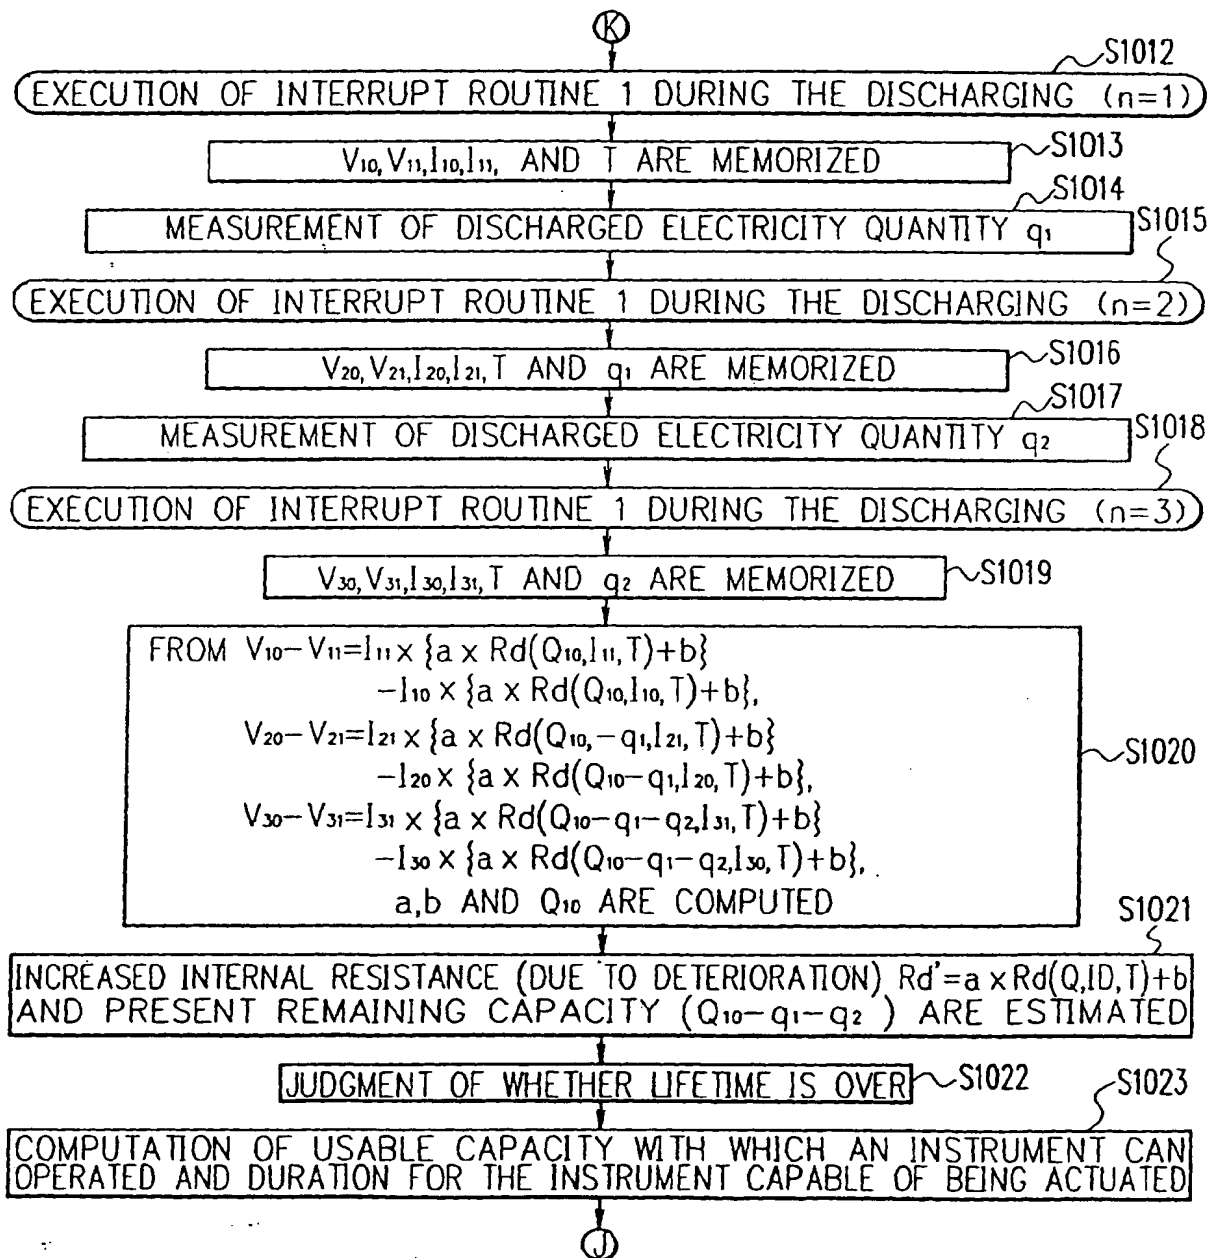 K
S1012
EXECUTION OF INTERRUPT ROUTINE 1 DURING THE DISCHARGING (n=1)
S1013
V10,V11,I10,I11, AND T ARE MEMORIZED
S1014
MEASUREMENT OF DISCHARGED ELECTRICITY QUANTITY q1
S1015
EXECUTION OF INTERRUPT ROUTINE 1 DURING THE DISCHARGING (n=2)
S1016
V20,V21,I20,I21,T AND q1 ARE MEMORIZED
S1017
MEASUREMENT OF DISCHARGED ELECTRICITY QUANTITY q2
S1018
EXECUTION OF INTERRUPT ROUTINE 1 DURING THE DISCHARGING (n=3)
V30,V31,I30,I31,T AND q2 ARE MEMORIZED
S1019
FROM V10−V11=I11×{a×Rd(Q10,I11,T)+b}
−I10×{a×Rd(Q10,I10,T)+b},
V20−V21=I21×{a×Rd(Q10,−q1,I21,T)+b}
−I20×{a×Rd(Q10−q1,I20,T)+b},
S1020
V30−V31=I31×{a×Rd(Q10−q1−q2,I31,T)+b}
−I30×{a×Rd(Q10−q1−q2,I30,T)+b},
a,b AND Q10 ARE COMPUTED
S1021
INCREASED INTERNAL RESISTANCE (DUE TO DETERIORATION) Rd'=a×Rd(Q,ID,T)+b
AND PRESENT REMAINING CAPACITY (Q10−q1−q2 ) ARE ESTIMATED
JUDGMENT OF WHETHER LIFETIME IS OVER
S1022
S1023
COMPUTATION OF USABLE CAPACITY WITH WHICH AN INSTRUMENT CAN
OPERATED AND DURATION FOR THE INSTRUMENT CAPABLE OF BEING ACTUATED
J